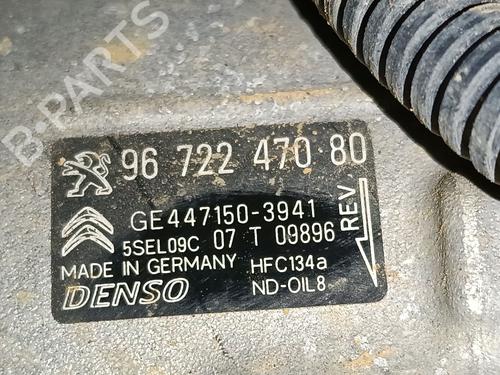 B-PARTS
96 722 470 80
GE447150-3941
5SEL09C 07 T 09896
REV
MADE IN GERMANY HFC134a
DENSO ND-OIL8